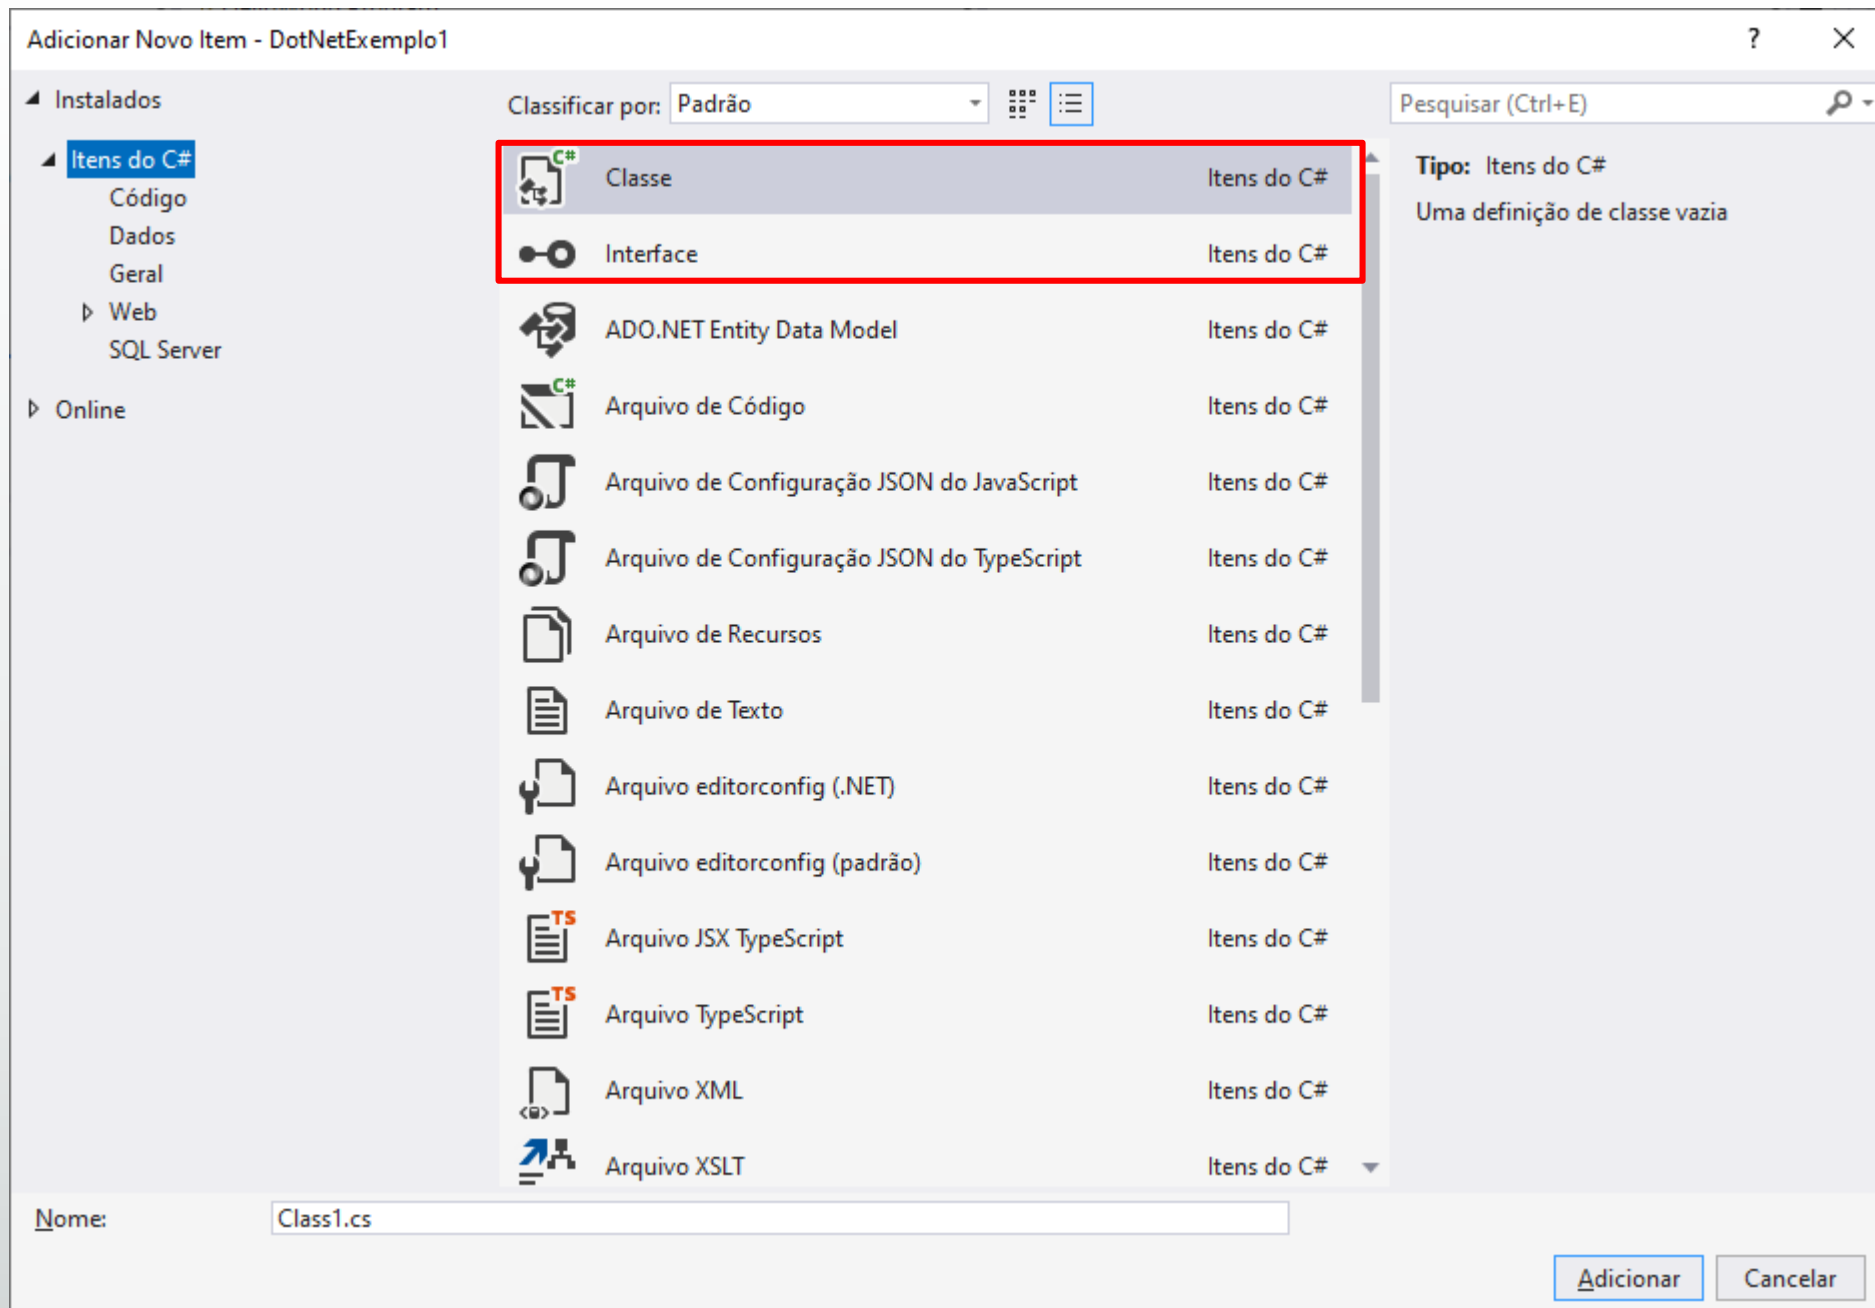 Adicionar Novo Item - DotNetExemplo1
?
Instalados
Classificar por: Padrão
Pesquisar (Ctrl+E)
Itens do C#
Código
Dados
Geral
Web
SQL Server
Online
C# Classe Itens do C#
Interface Itens do C#
ADO.NET Entity Data Model Itens do C#
C# Arquivo de Código Itens do C#
Arquivo de Configuração JSON do JavaScript Itens do C#
Arquivo de Configuração JSON do TypeScript Itens do C#
Arquivo de Recursos Itens do C#
Arquivo de Texto Itens do C#
Arquivo editorconfig (.NET) Itens do C#
Arquivo editorconfig (padrão) Itens do C#
TS Arquivo JSX TypeScript Itens do C#
TS Arquivo TypeScript Itens do C#
Arquivo XML Itens do C#
Arquivo XSLT Itens do C#
Tipo: Itens do C#
Uma definição de classe vazia
Nome: Class1.cs
Adicionar Cancelar